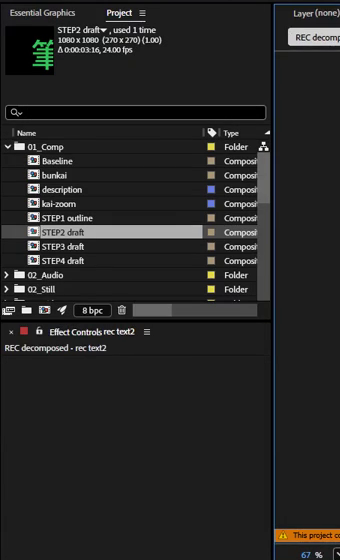 Essential Graphics
Project
Layer (none)
STEP2 draft , used 1 time
1080 x 1080 (270 x 270) (1.00)
Δ 0:00:03:16, 24.00 fps
筆
REC decomp
Name
Type
01_Comp
Folder
Baseline
Composi
bunkai
Composi
description
Composi
kai-zoom
Composi
STEP1 outline
Composi
STEP2 draft
Composi
STEP3 draft
Composi
STEP4 draft
Composi
02_Audio
Folder
02_Still
Folder
8 bpc
Effect Controls rec text2
REC decomposed - rec text2
This project co
67 %